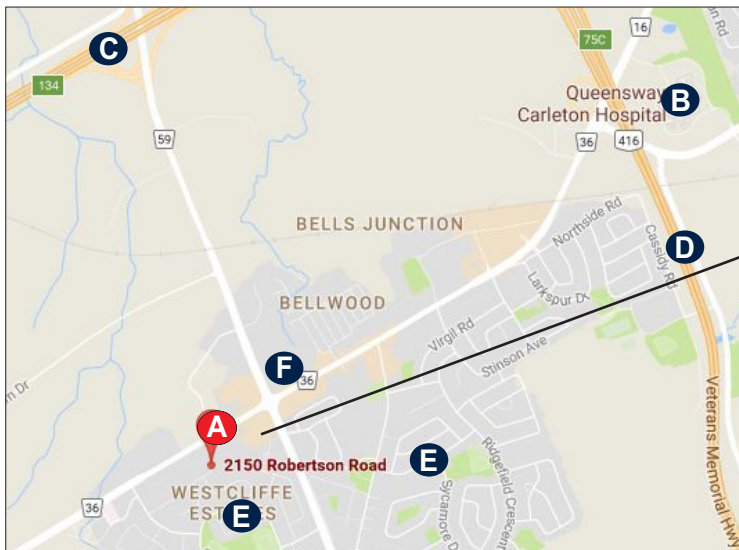 C
134
59
16
75C
Queensway
Carleton Hospital
B
36
416
BELLS JUNCTION
Northside Rd
D
Cassidy Rd
BELLWOOD
Larkspur Dr
Virgil Rd
Stinson Ave
F
36
A
2150 Robertson Road
Veterans Memorial Hwy
E
WESTCLIFFE
E
36
Sycamore D
Ridgefield Crescent